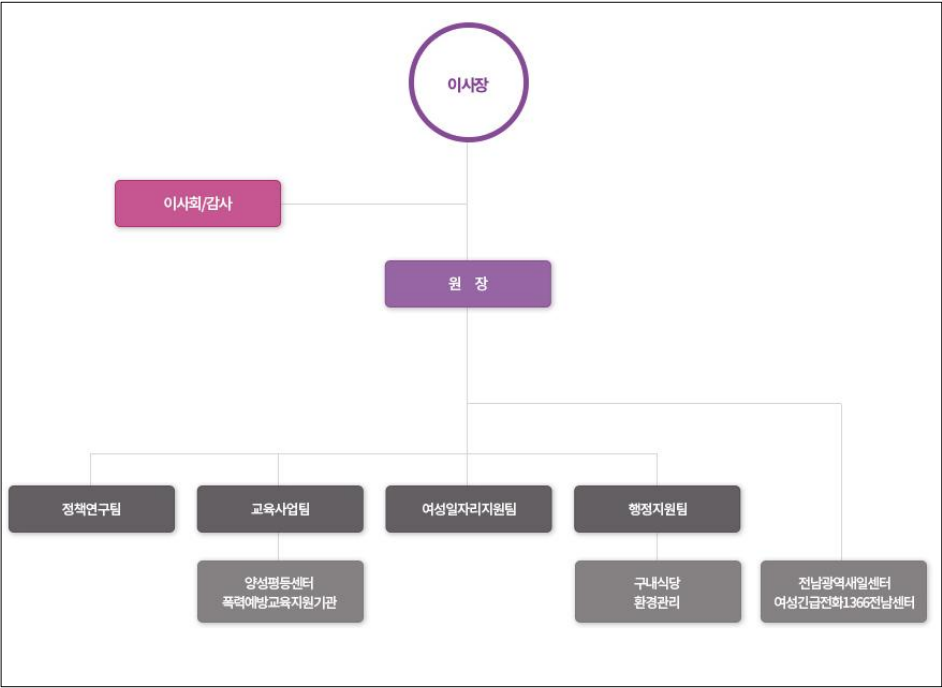 이사장
이사회/감사
원 장
정책연구팀
교육사업팀
여성일자리지원팀
행정지원팀
양성평등센터
폭력예방교육지원기관
구내식당
환경관리
전남광역새일센터
여성긴급전화1366전남센터